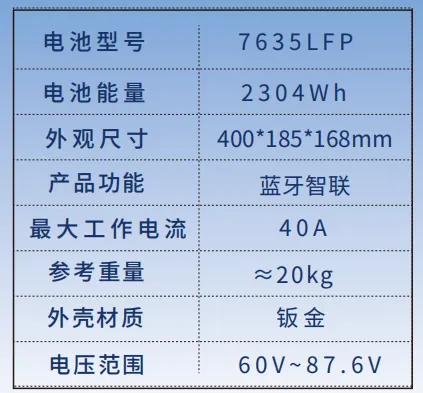 电池型号 7635LFP
电池能量 2304Wh
外观尺寸 400*185*168mm
产品功能 蓝牙智联
最大工作电流 40A
参考重量 ≈20kg
外壳材质 钣金
电压范围 60V~87.6V